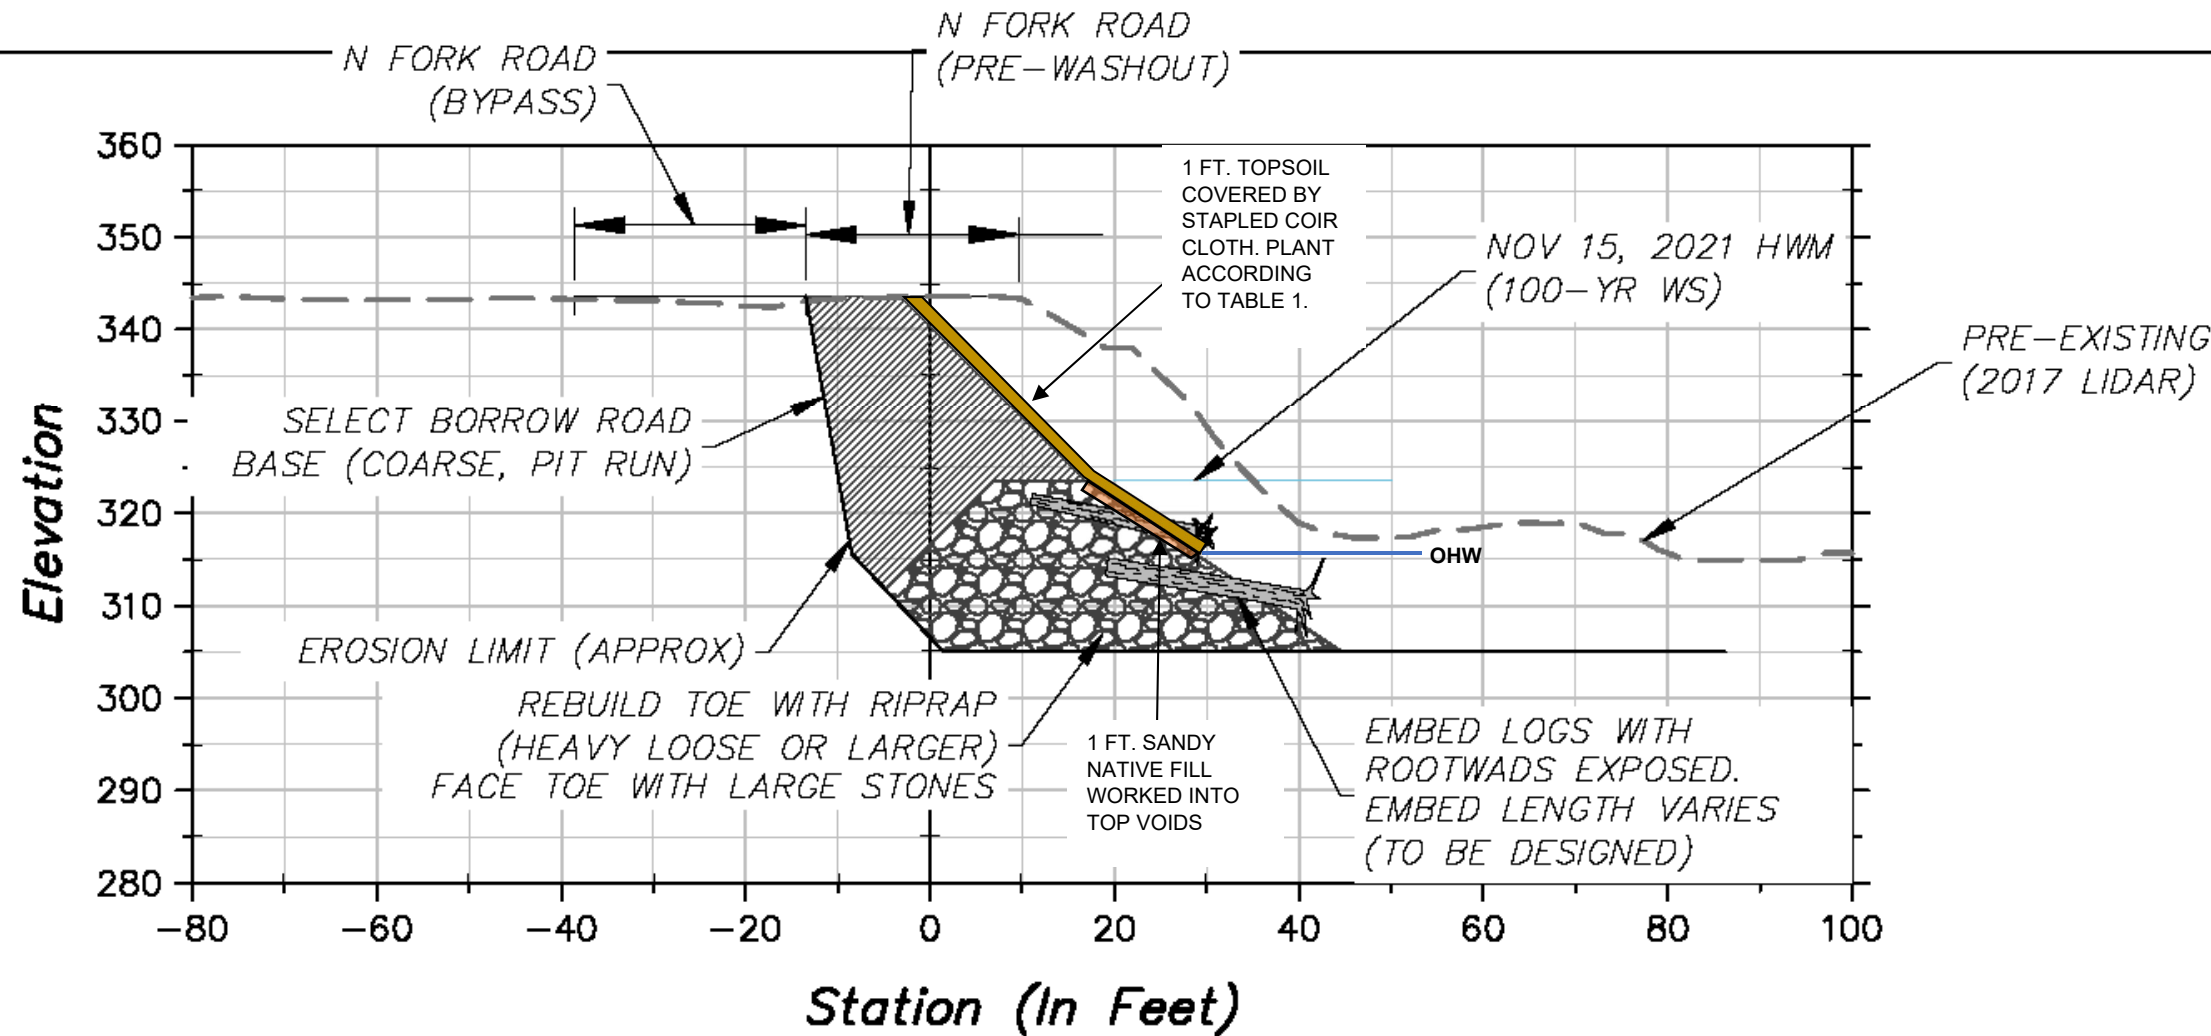 N FORK ROAD
(BYPASS)
N FORK ROAD
(PRE-WASHOUT)
1 FT. TOPSOIL
COVERED BY
STAPLED COIR
CLOTH. PLANT
ACCORDING
TO TABLE 1.
NOV 15, 2021 HWM
(100-YR WS)
PRE-EXISTING
(2017 LIDAR)
SELECT BORROW ROAD
BASE (COARSE, PIT RUN)
OHW
EROSION LIMIT (APPROX)
REBUILD TOE WITH RIPRAP
(HEAVY LOOSE OR LARGER)
FACE TOE WITH LARGE STONES
1 FT. SANDY
NATIVE FILL
WORKED INTO
TOP VOIDS
EMBED LOGS WITH
ROOTWADS EXPOSED.
EMBED LENGTH VARIES
(TO BE DESIGNED)
Elevation
360
350
340
330
320
310
300
290
280
-80
-60
-40
-20
0
20
40
60
80
100
Station (In Feet)